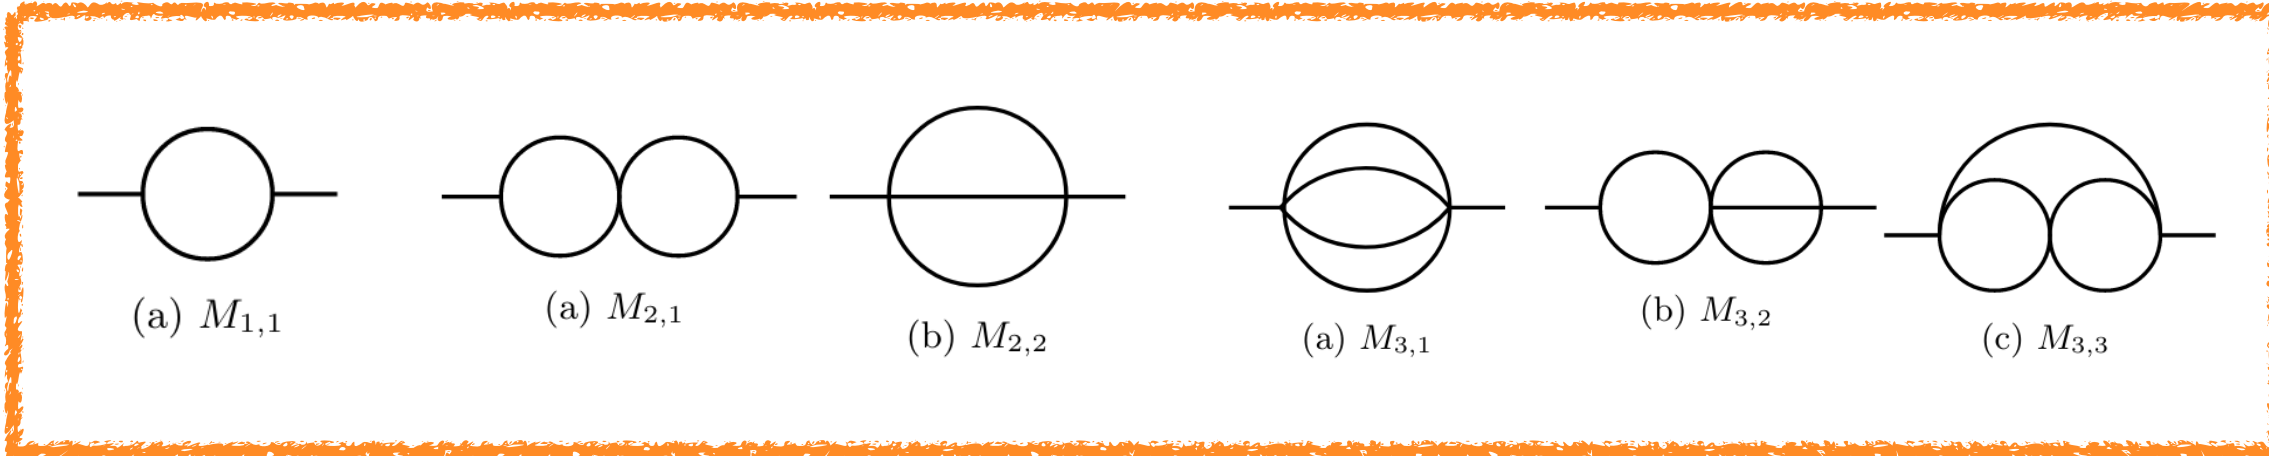 (a) M₁,₁
(a) M₂,₁
(b) M₂,₂
(a) M₃,₁
(b) M₃,₂
(c) M₃,₃